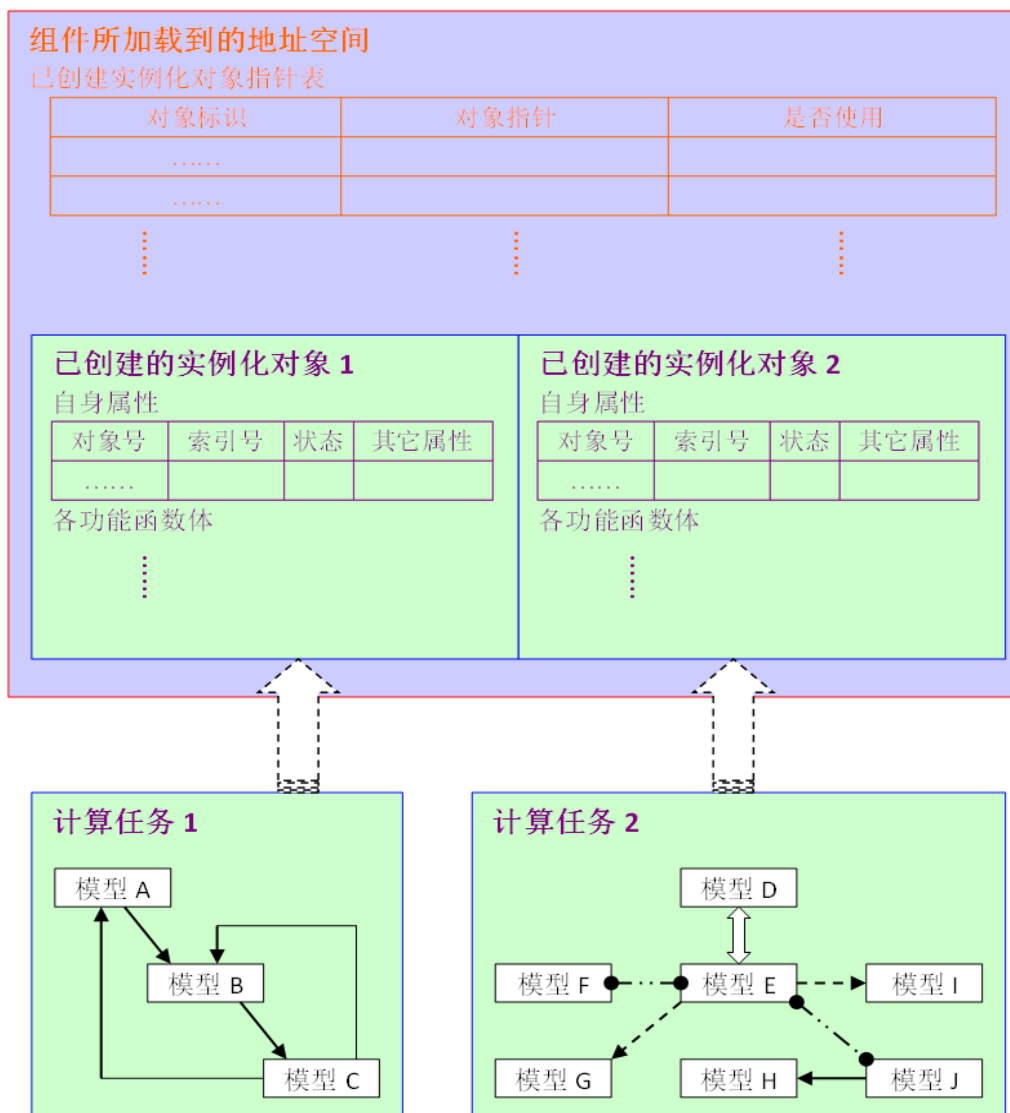 组件所加载到的地址空间
已创建实例化对象指针表
对象标识 对象指针 是否使用
……
……
已创建的实例化对象 1 已创建的实例化对象 2
自身属性 自身属性
对象号 索引号 状态 其它属性 对象号 索引号 状态 其它属性
…… ……
各功能函数体 各功能函数体
计算任务 1 计算任务 2
模型 A 模型 D
模型 B 模型 F 模型 E 模型 I
模型 C 模型 G 模型 H 模型 J